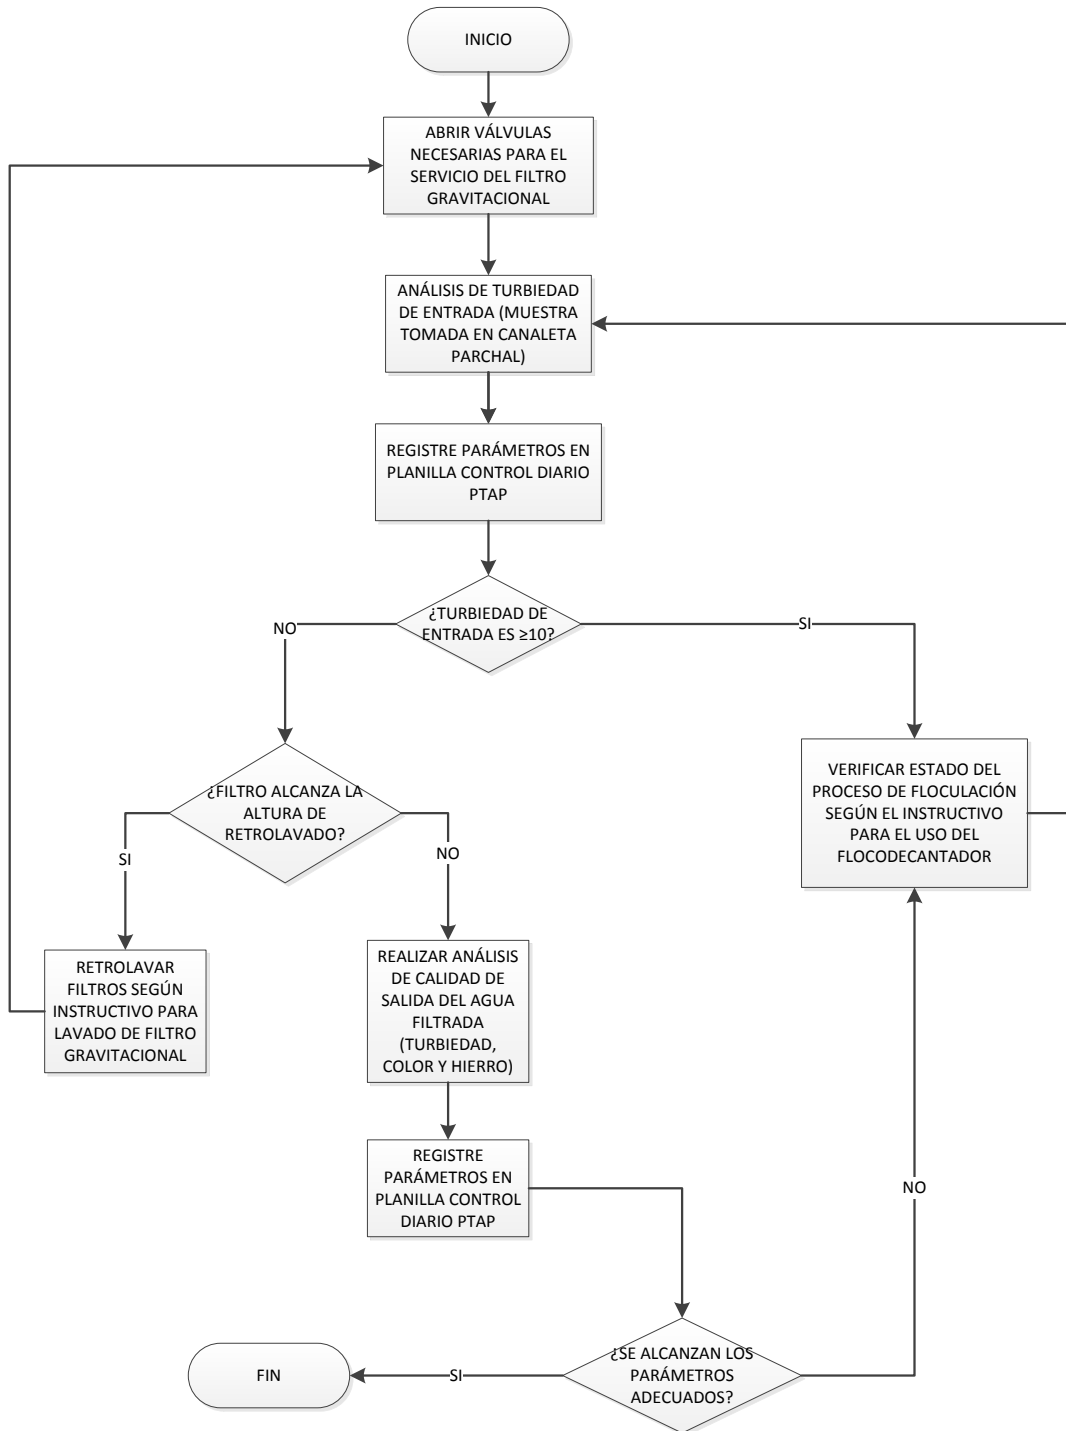 INICIO
ABRIR VÁLVULAS
NECESARIAS PARA EL
SERVICIO DEL FILTRO
GRAVITACIONAL
ANÁLISIS DE TURBIEDAD
DE ENTRADA (MUESTRA
TOMADA EN CANALETA
PARCHAL)
REGISTRE PARÁMETROS EN
PLANILLA CONTROL DIARIO
PTAP
¿TURBIEDAD DE
ENTRADA ES ≥10?
NO
SI
¿FILTRO ALCANZA LA
ALTURA DE
RETROLAVADO?
SI
NO
VERIFICAR ESTADO DEL
PROCESO DE FLOCULACIÓN
SEGÚN EL INSTRUCTIVO
PARA EL USO DEL
FLOCODECANTADOR
RETROLAVAR
FILTROS SEGÚN
INSTRUCTIVO PARA
LAVADO DE FILTRO
GRAVITACIONAL
REALIZAR ANÁLISIS
DE CALIDAD DE
SALIDA DEL AGUA
FILTRADA
(TURBIEDAD,
COLOR Y HIERRO)
REGISTRE
PARÁMETROS EN
PLANILLA CONTROL
DIARIO PTAP
NO
¿SE ALCANZAN LOS
PARÁMETROS
ADECUADOS?
SI
FIN